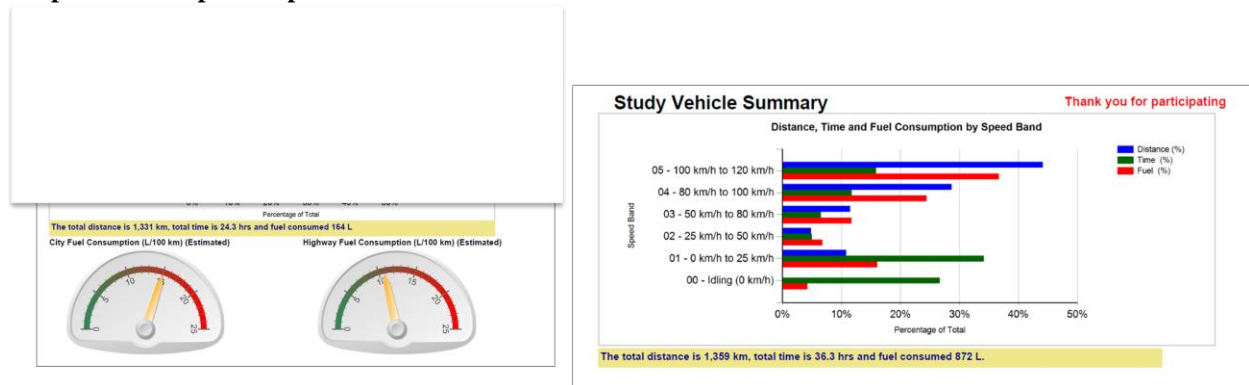 The total distance is 1,331 km, total time is 24.3 hrs and fuel consumed 164 L
City Fuel Consumption (L/100 km) (Estimated)
Highway Fuel Consumption (L/100 km) (Estimated)
Percentage of Total
0
5
10
15
25
0
5
10
15
25
Study Vehicle Summary
Thank you for participating
Distance, Time and Fuel Consumption by Speed Band
Distance (%)
Time (%)
Fuel (%)
Speed Band
05 - 100 km/h to 120 km/h
04 - 80 km/h to 100 km/h
03 - 50 km/h to 80 km/h
02 - 25 km/h to 50 km/h
01 - 0 km/h to 25 km/h
00 - Idling (0 km/h)
0%
10%
20%
30%
40%
50%
Percentage of Total
The total distance is 1,359 km, total time is 36.3 hrs and fuel consumed 872 L.